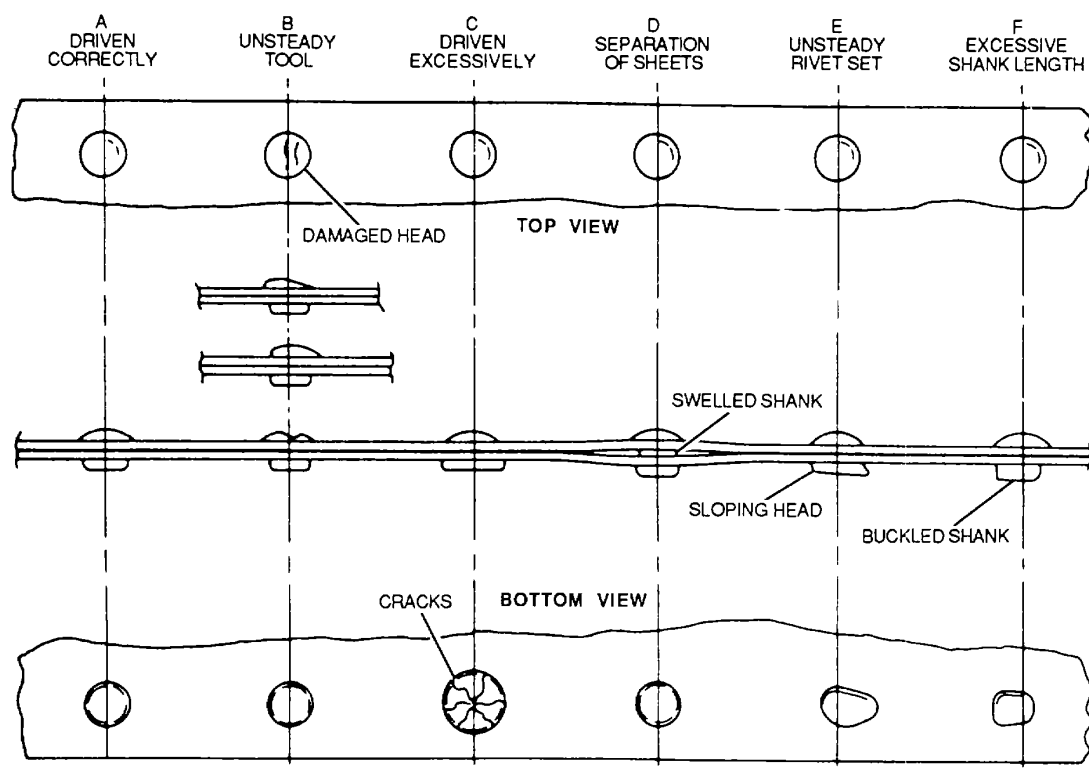 A
DRIVEN
CORRECTLY
B
UNSTEADY
TOOL
C
DRIVEN
EXCESSIVELY
D
SEPARATION
OF SHEETS
E
UNSTEADY
RIVET SET
F
EXCESSIVE
SHANK LENGTH
DAMAGED HEAD
TOP VIEW
SWELLED SHANK
SLOPING HEAD
BUCKLED SHANK
CRACKS
BOTTOM VIEW